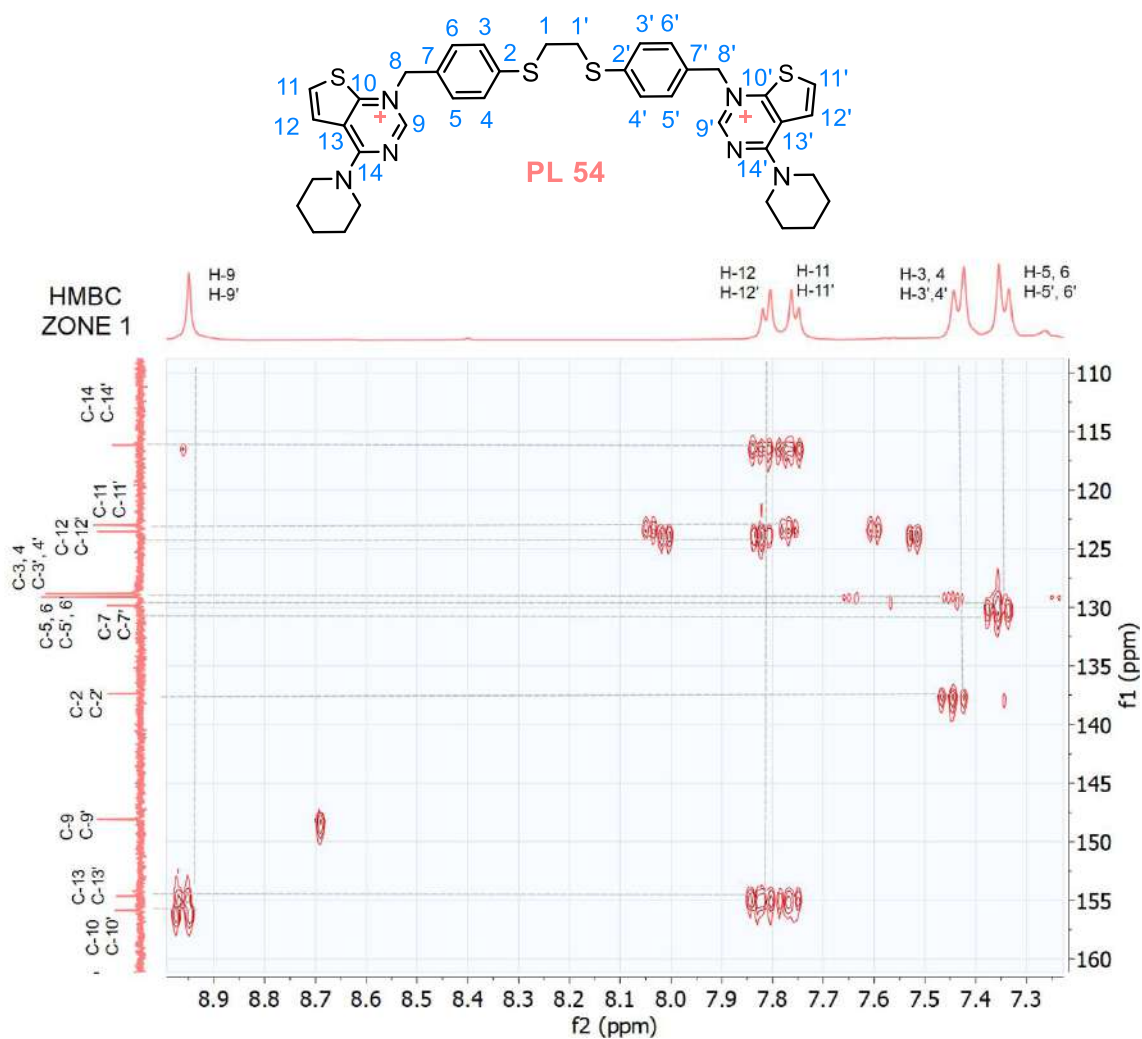 6 3 1 1' 3' 6'
8 7 2 S S 2' 7' 8'
11 S 10 N 10' S 11'
N
12 + 9 5 4 4' 5' 9' + 12'
13 N N 13'
14 PL 54 14'
N N
HMBC
ZONE 1
H-9
H-9'
H-12
H-12'
H-11
H-11'
H-3, 4
H-3',4'
H-5, 6
H-5', 6'
C-14
C-14'
C-11
C-11'
C-12
C-12'
C-3, 4
C-3', 4'
C-5, 6
C-5', 6'
C-7
C-7'
C-2
C-2'
C-9
C-9'
C-13
C-13'
C-10
C-10'
110
115
120
125
130
135
140
145
150
155
160
f1 (ppm)
8.9 8.8 8.7 8.6 8.5 8.4 8.3 8.2 8.1 8.0 7.9 7.8 7.7 7.6 7.5 7.4 7.3
f2 (ppm)